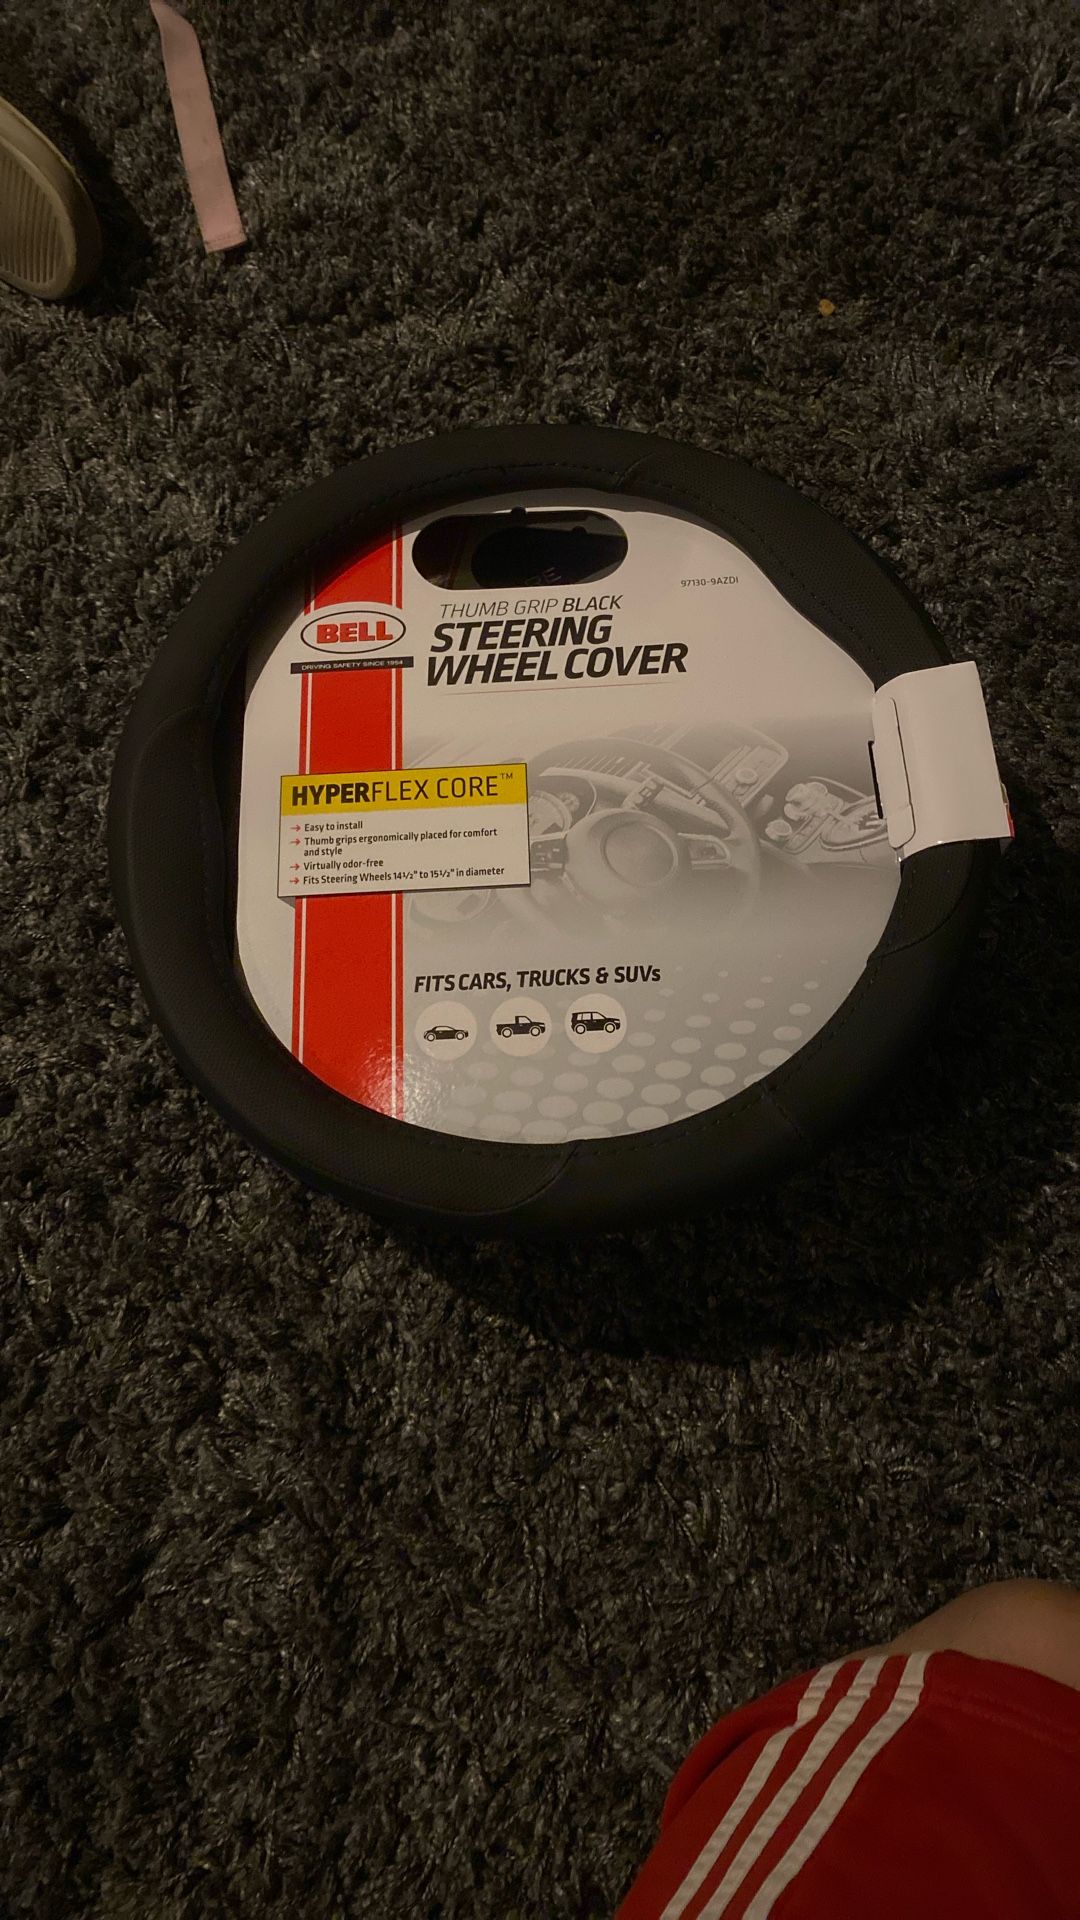 97130-9AZDI
THUMB GRIP BLACK
STEERING
WHEEL COVER
BELL
DRIVING SAFETY SINCE 1954
HYPERFLEX CORE™
→ Easy to install
→ Thumb grips ergonomically placed for comfort
and style
→ Virtually odor-free
→ Fits Steering Wheels 14½" to 15½" in diameter
FITS CARS, TRUCKS & SUVs